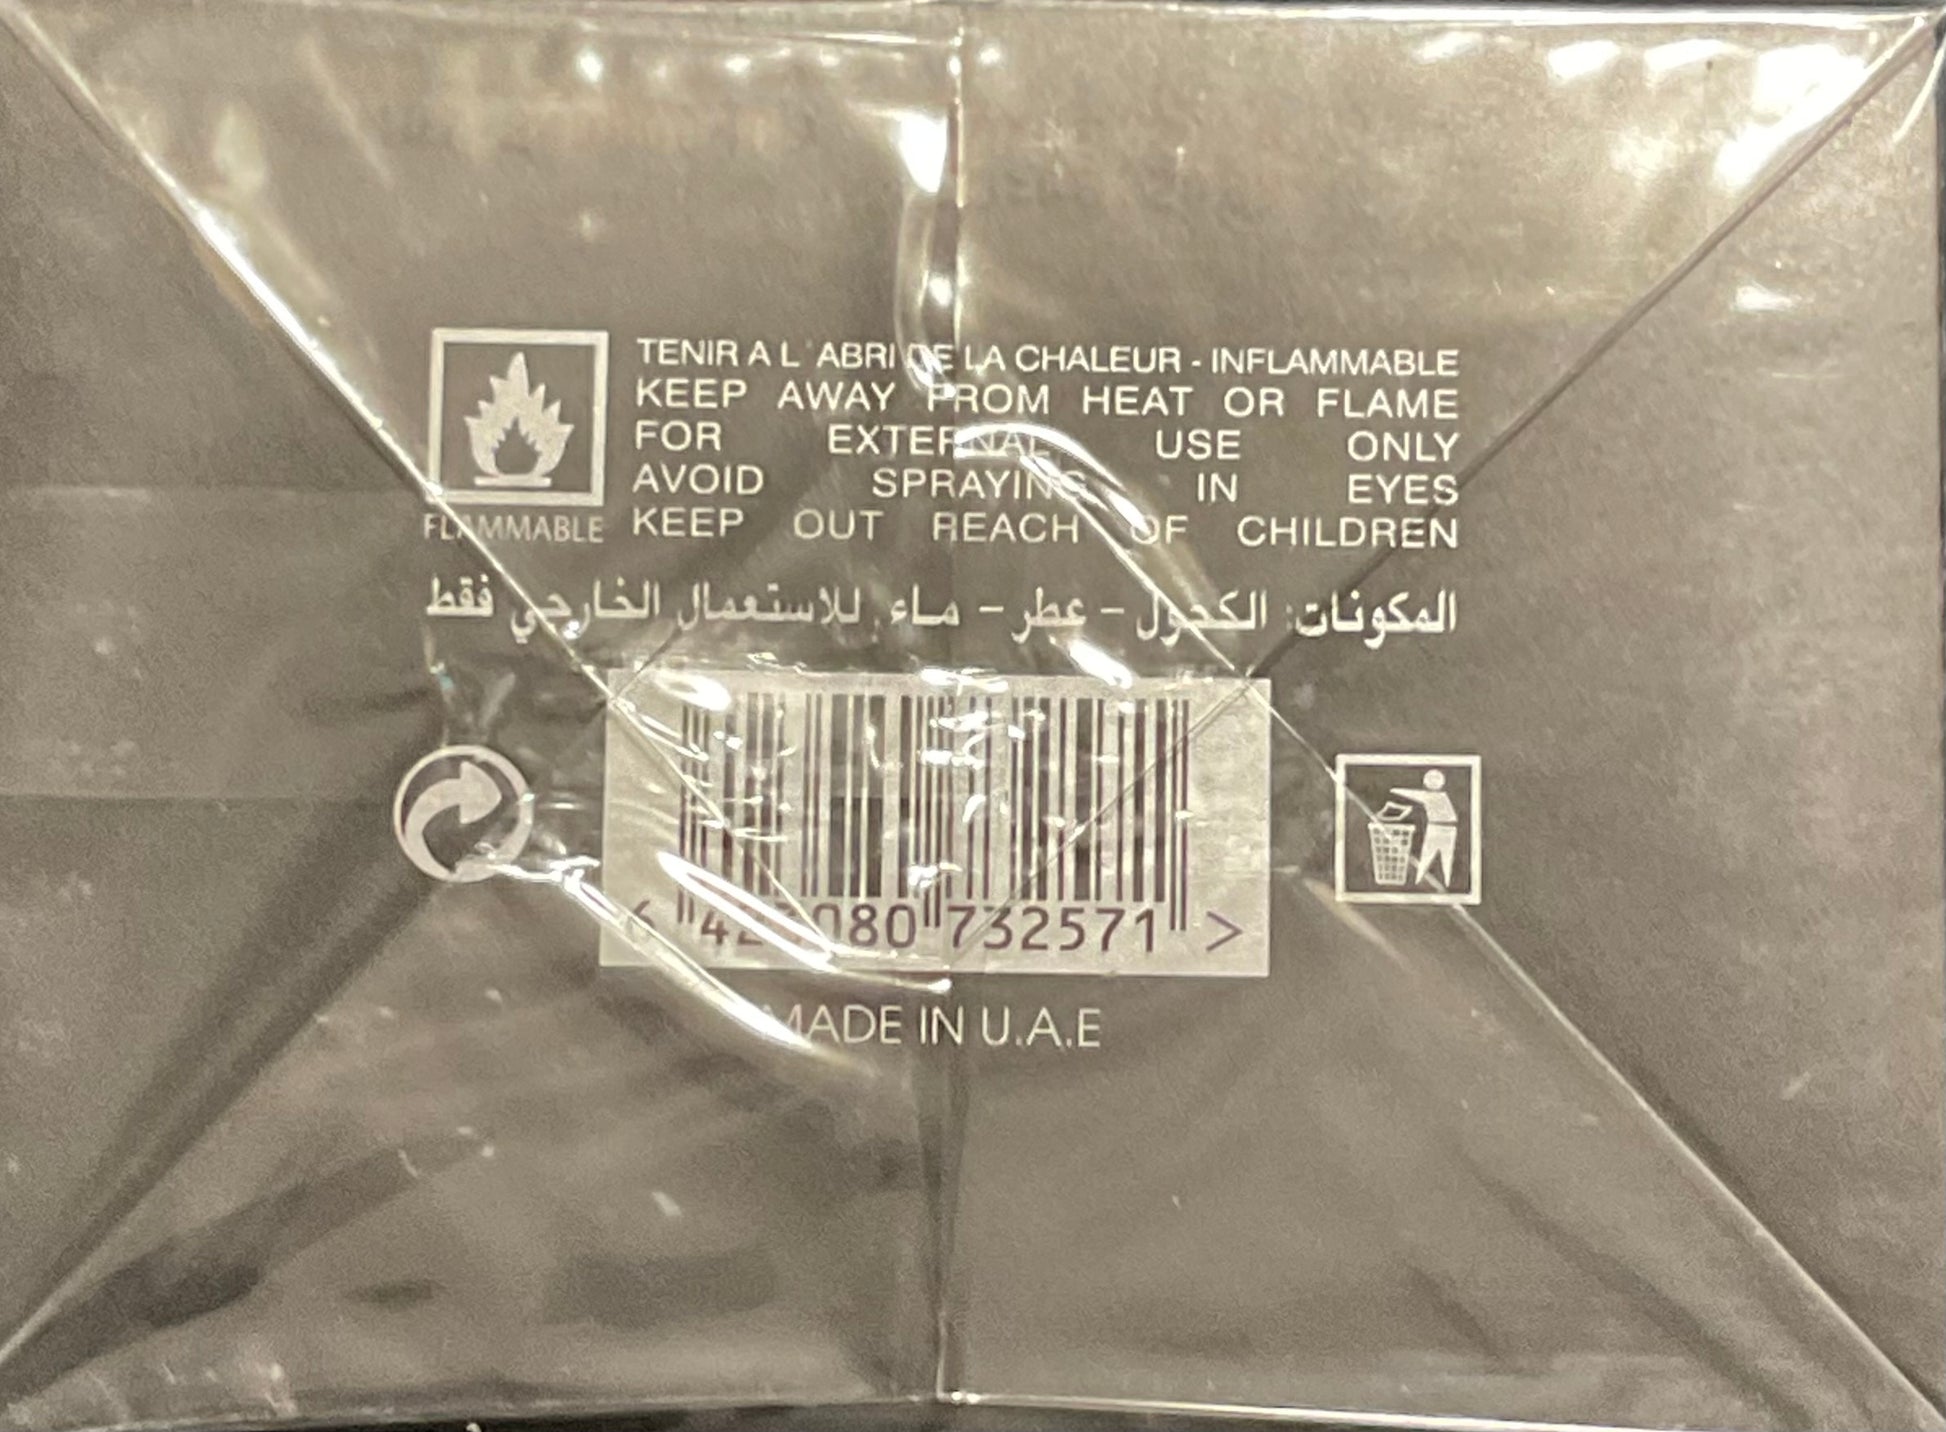 TENIR A L'ABRI DE LA CHALEUR - INFLAMMABLE
KEEP AWAY FROM HEAT OR FLAME
FOR EXTERNAL USE ONLY
AVOID SPRAYING IN EYES
KEEP OUT REACH OF CHILDREN
FLAMMABLE
المكونات: الكحول - عطر - ماء, للاستعمال الخارجي فقط
732571 >
MADE IN U.A.E